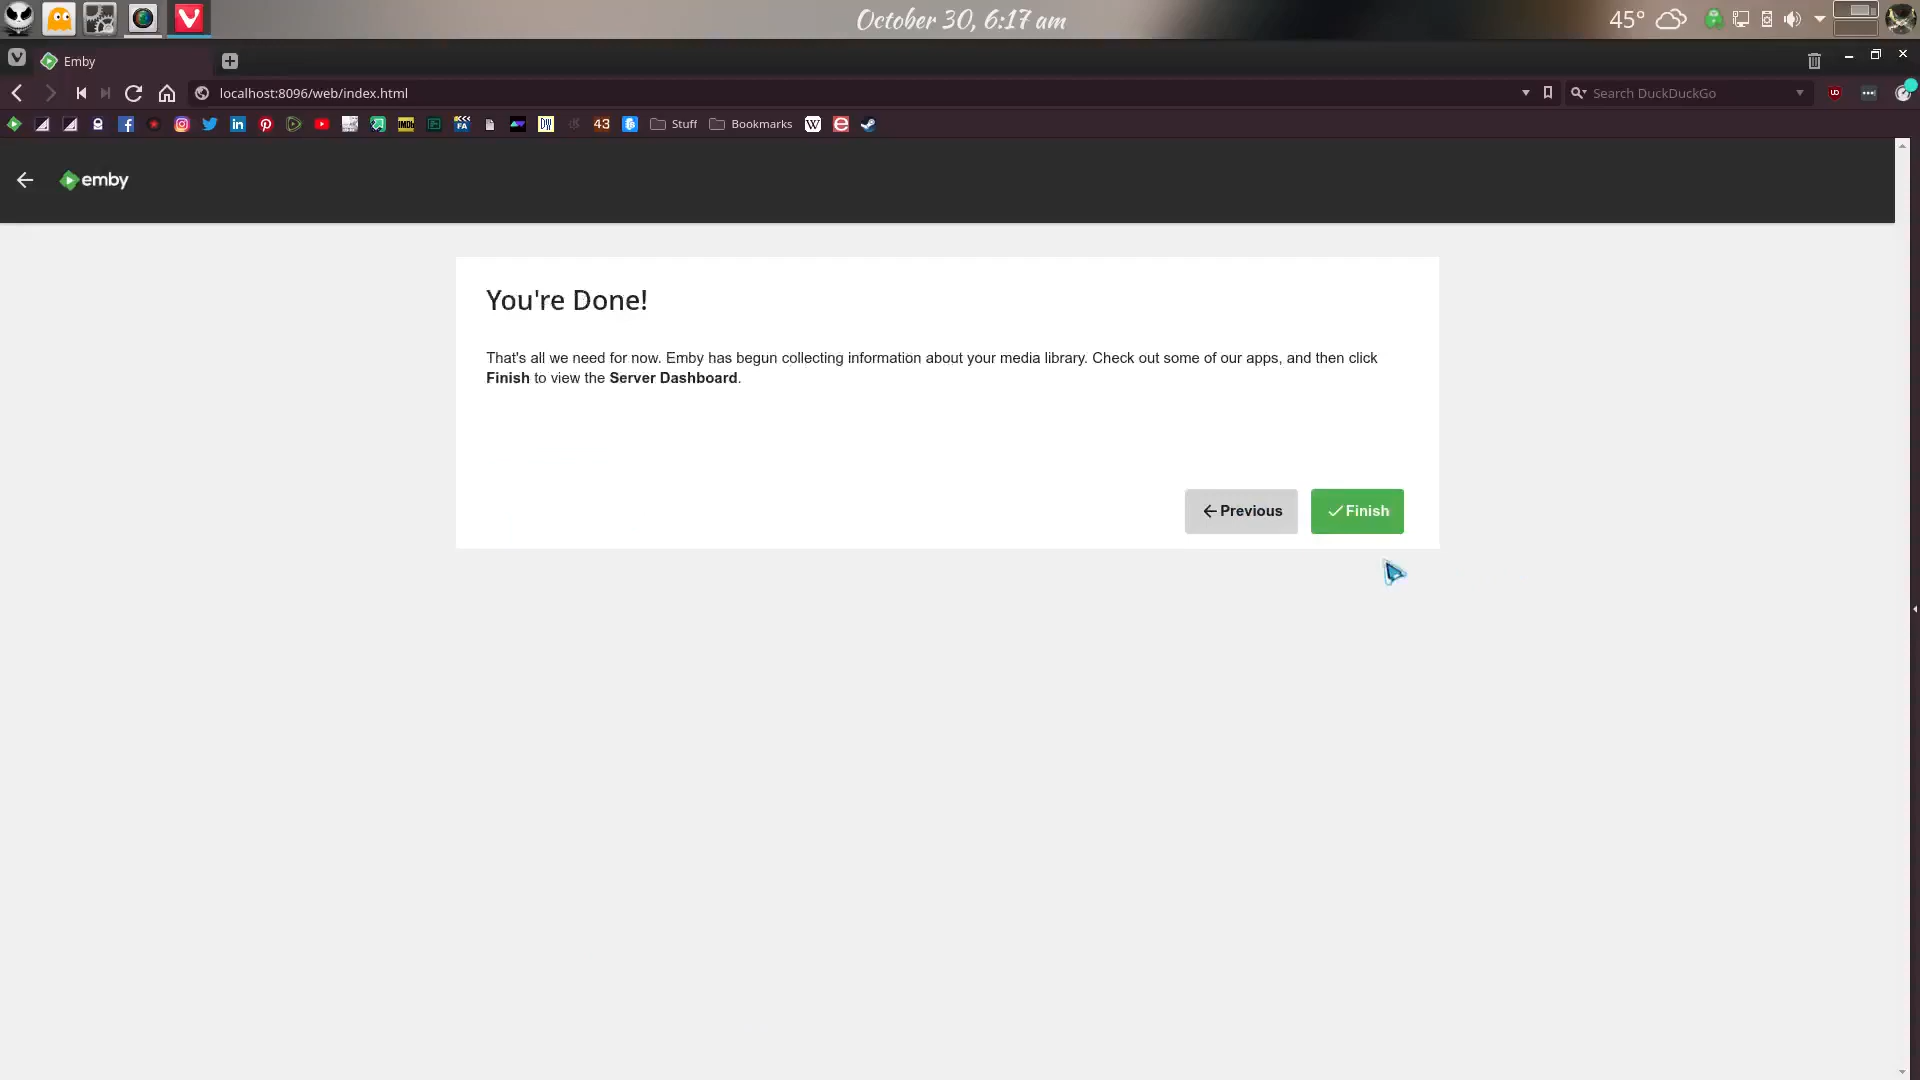 October 30, 6:17 am
45°
Emby
localhost:8096/web/index.html
Search DuckDuckGo
Stuff
Bookmarks
emby
You're Done!
That's all we need for now. Emby has begun collecting information about your media library. Check out some of our apps, and then click
Finish to view the Server Dashboard.
Previous
Finish